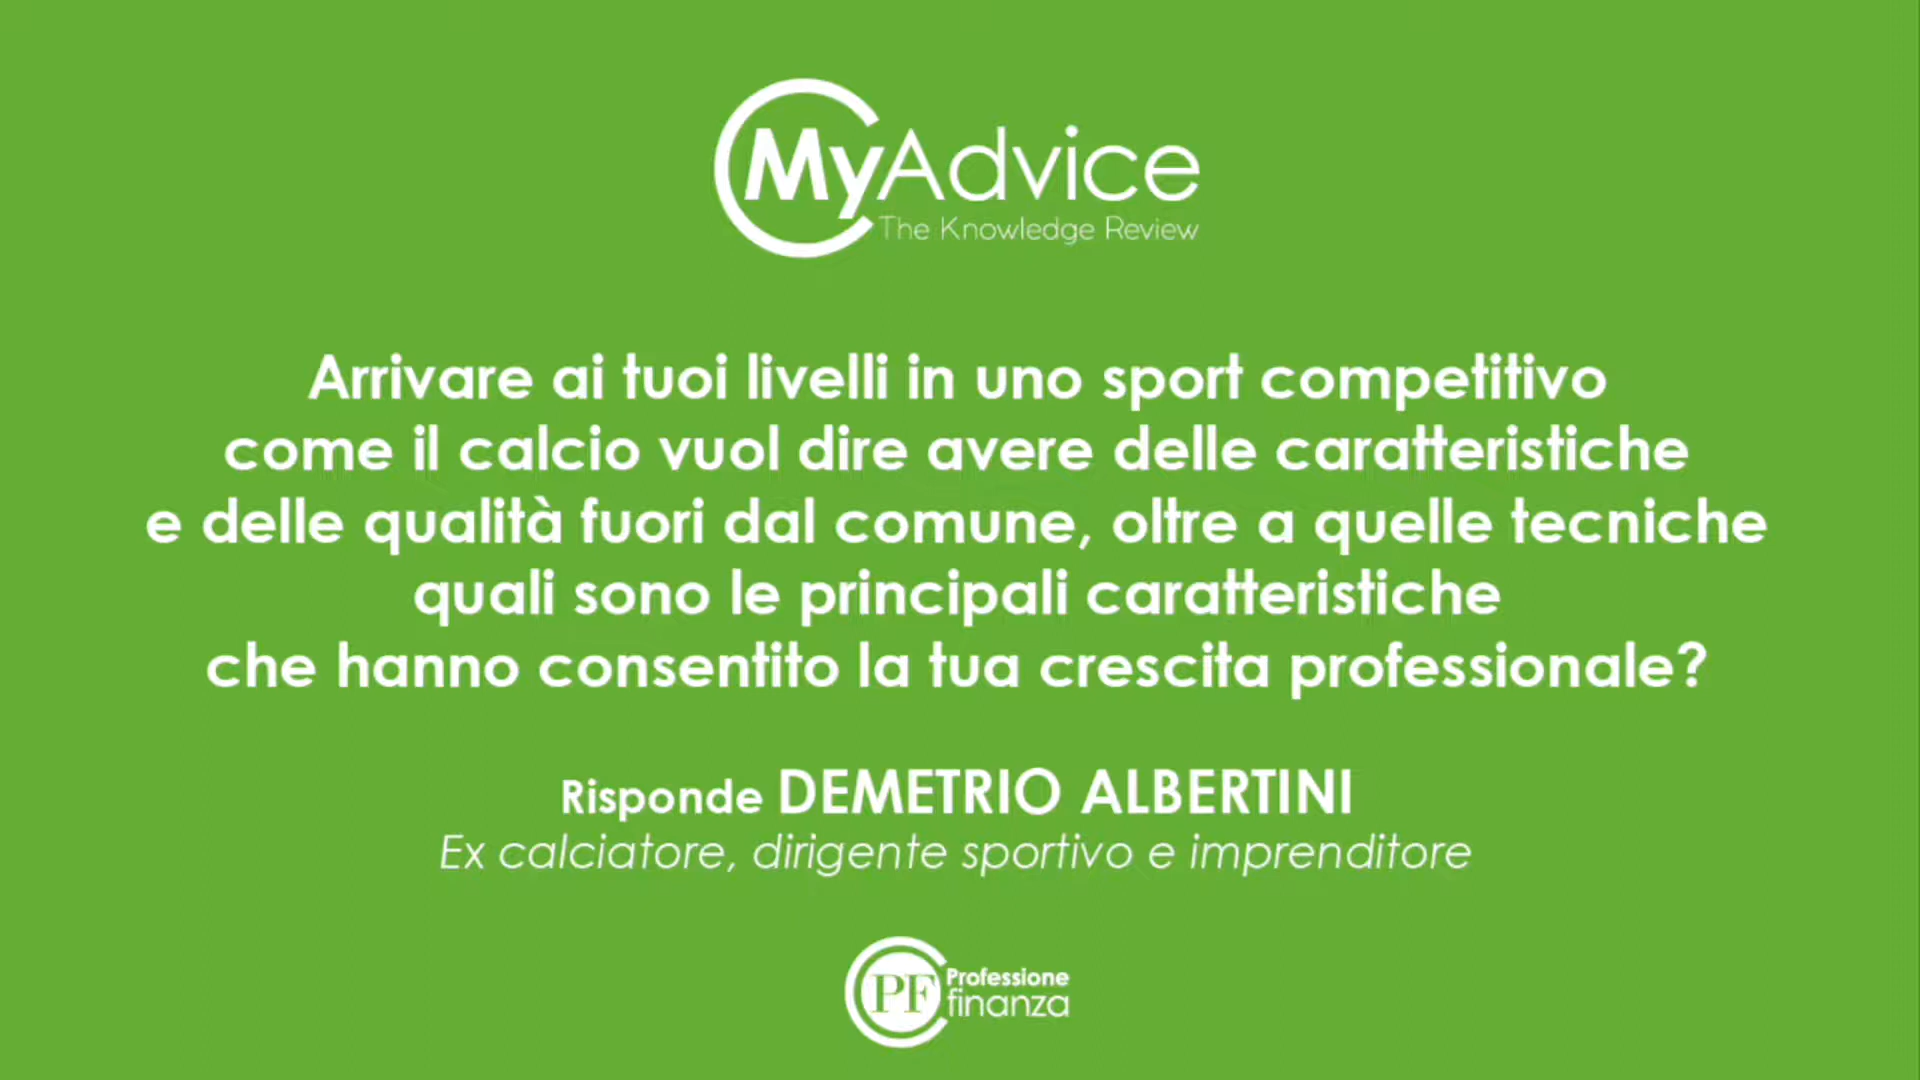 MyAdvice
The Knowledge Review
Arrivare ai tuoi livelli in uno sport competitivo
come il calcio vuol dire avere delle caratteristiche
e delle qualità fuori dal comune, oltre a quelle tecniche
quali sono le principali caratteristiche
che hanno consentito la tua crescita professionale?
Risponde DEMETRIO ALBERTINI
Ex calciatore, dirigente sportivo e imprenditore
PF Professione
finanza